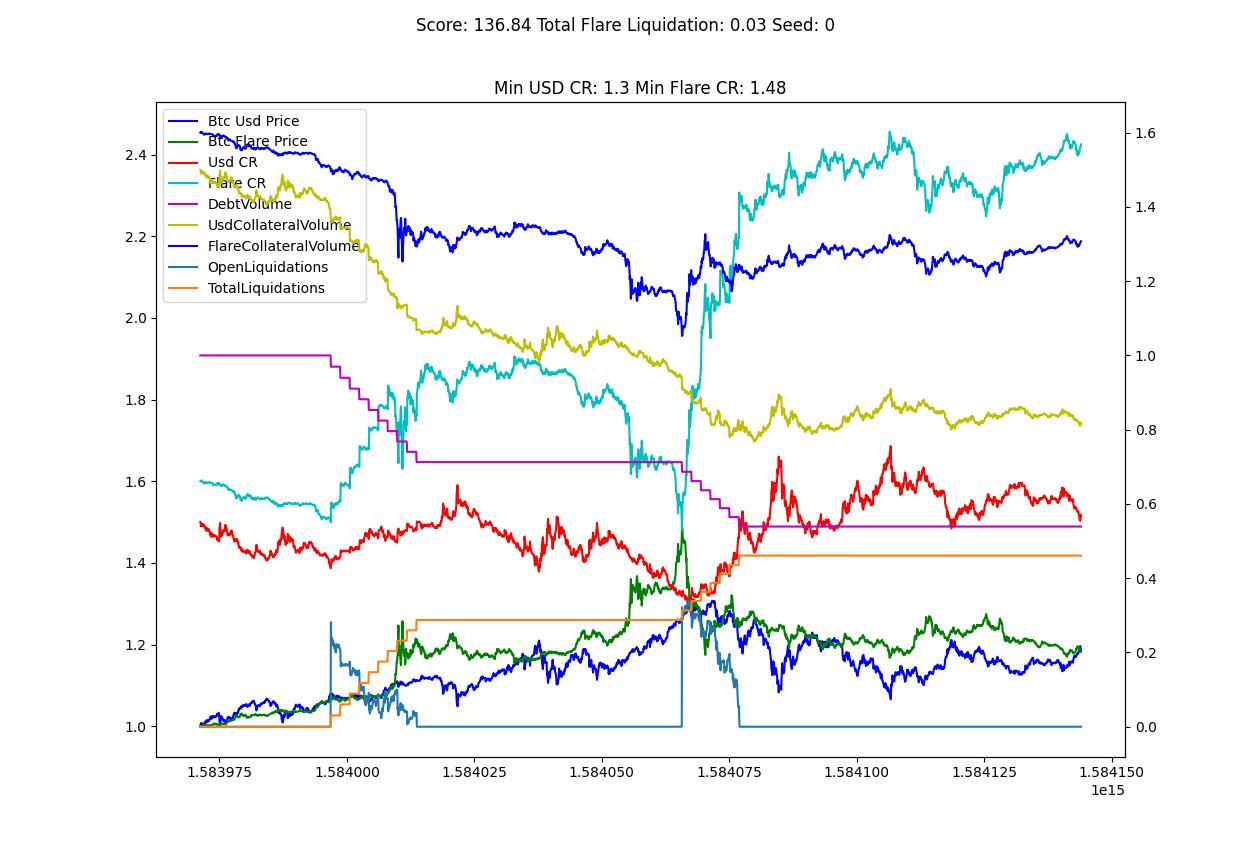 Score: 136.84 Total Flare Liquidation: 0.03 Seed: 0
Min USD CR: 1.3 Min Flare CR: 1.48
Btc Usd Price
Btc Flare Price
Usd CR
Flare CR
DebtVolume
UsdCollateralVolume
FlareCollateralVolume
OpenLiquidations
TotalLiquidations
2.4
2.2
2.0
1.8
1.6
1.4
1.2
1.0
1.6
1.4
1.2
1.0
0.8
0.6
0.4
0.2
0.0
1.583975 1.584000 1.584025 1.584050 1.584075 1.584100 1.584125 1.584150
1e15